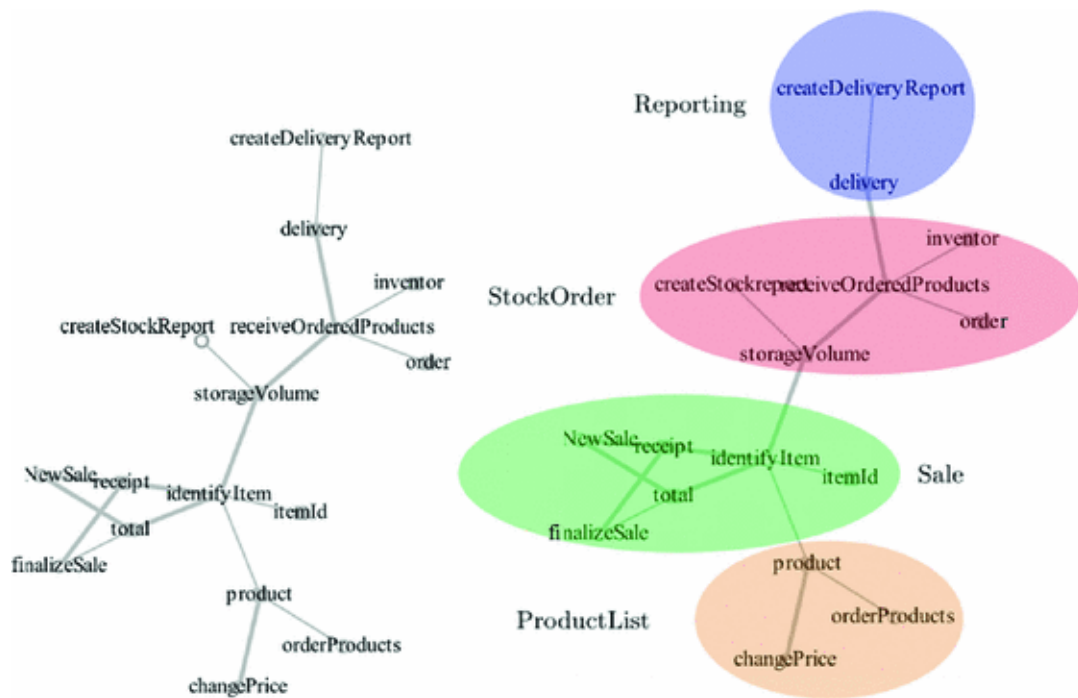 createDeliveryReport
delivery
inventor
createStockReport
receiveOrderedProducts
order
storageVolume
NewSale
receipt
identifyItem
itemId
total
finalizeSale
product
orderProducts
changePrice
Reporting
createDeliveryReport
delivery
inventor
StockOrder
createStockreport
receiveOrderedProducts
order
storageVolume
NewSale
receipt
identifyItem
itemId
Sale
total
finalizeSale
product
ProductList
orderProducts
changePrice